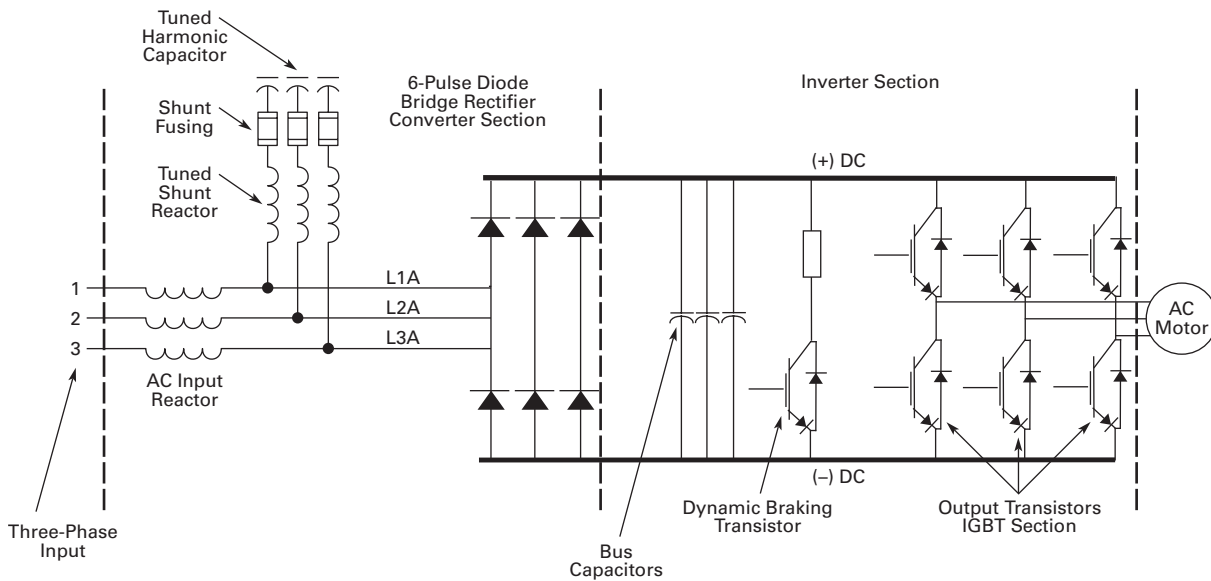 Tuned
Harmonic
Capacitor
Shunt
Fusing
Tuned
Shunt
Reactor
6-Pulse Diode
Bridge Rectifier
Converter Section
Inverter Section
(+) DC
1
2
3
L1A
L2A
L3A
AC Input
Reactor
AC
Motor
(–) DC
Three-Phase
Input
Bus
Capacitors
Dynamic Braking
Transistor
Output Transistors
IGBT Section